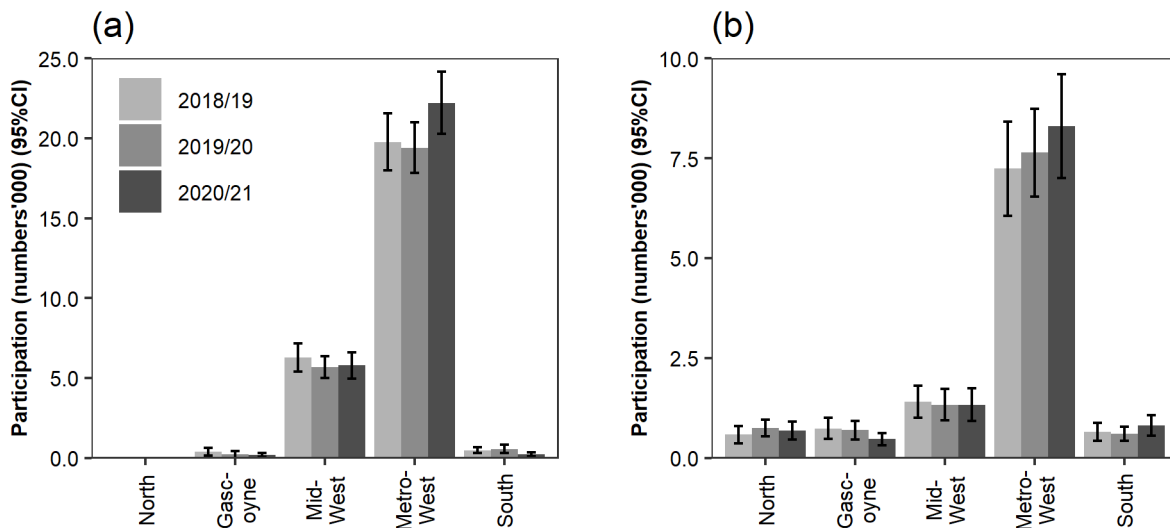 (a)
Participation (numbers'000) (95%CI)
25.0
20.0
15.0
10.0
5.0
0.0
2018/19
2019/20
2020/21
North
Gasc-
oyne
Mid-
West
Metro-
West
South
(b)
Participation (numbers'000) (95%CI)
10.0
7.5
5.0
2.5
0.0
North
Gasc-
oyne
Mid-
West
Metro-
West
South